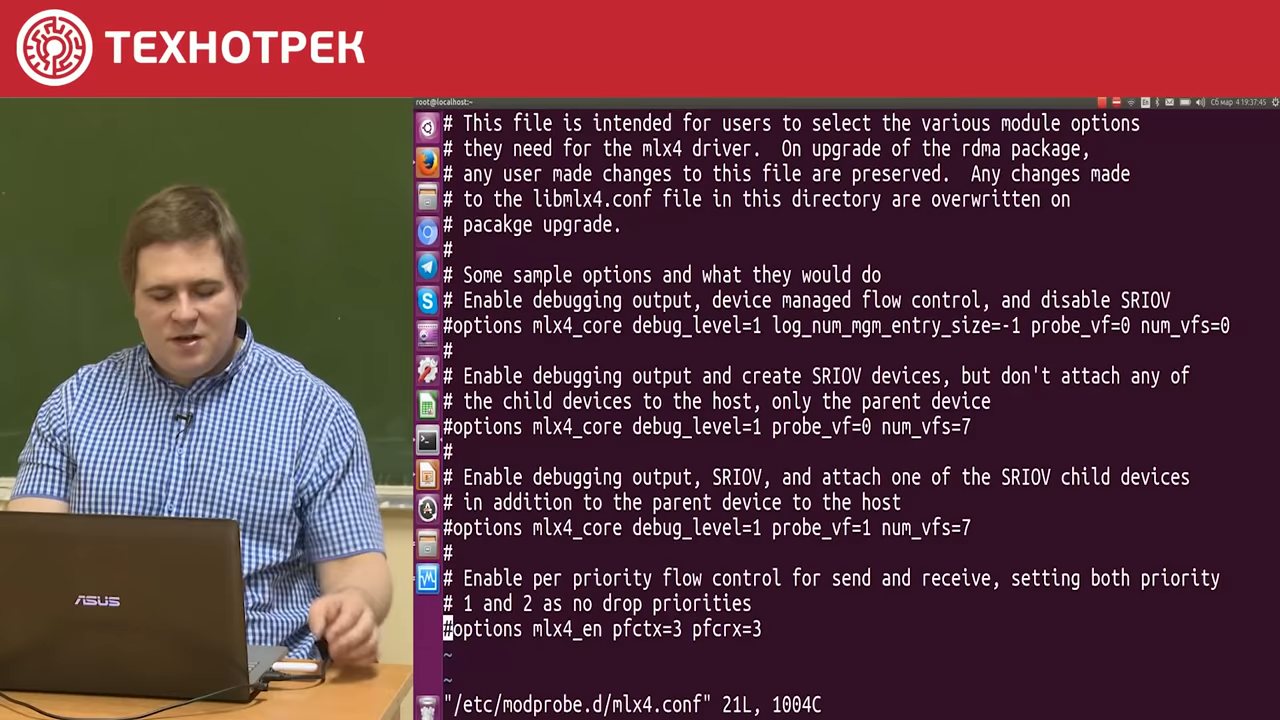 ТЕХНОТРЕК
root@localhost:~
En
Сб мар 4 19:37:45
# This file is intended for users to select the various module options
# they need for the mlx4 driver.  On upgrade of the rdma package,
# any user made changes to this file are preserved.  Any changes made
# to the libmlx4.conf file in this directory are overwritten on
# pacakge upgrade.
#
# Some sample options and what they would do
# Enable debugging output, device managed flow control, and disable SRIOV
#options mlx4_core debug_level=1 log_num_mgm_entry_size=-1 probe_vf=0 num_vfs=0
#
# Enable debugging output and create SRIOV devices, but don't attach any of
# the child devices to the host, only the parent device
#options mlx4_core debug_level=1 probe_vf=0 num_vfs=7
#
# Enable debugging output, SRIOV, and attach one of the SRIOV child devices
# in addition to the parent device to the host
#options mlx4_core debug_level=1 probe_vf=1 num_vfs=7
#
# Enable per priority flow control for send and receive, setting both priority
# 1 and 2 as no drop priorities
#options mlx4_en pfctx=3 pfcrx=3
~
~
"/etc/modprobe.d/mlx4.conf" 21L, 1004C
ASUS